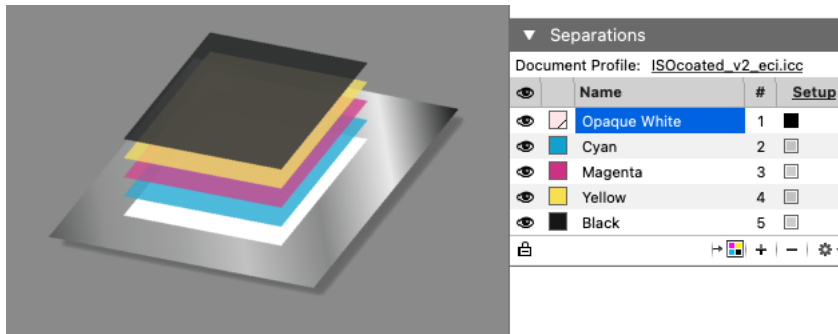 ▼ Separations
Document Profile: ISOcoated_v2_eci.icc
Name # Setup
Opaque White 1
Cyan 2
Magenta 3
Yellow 4
Black 5